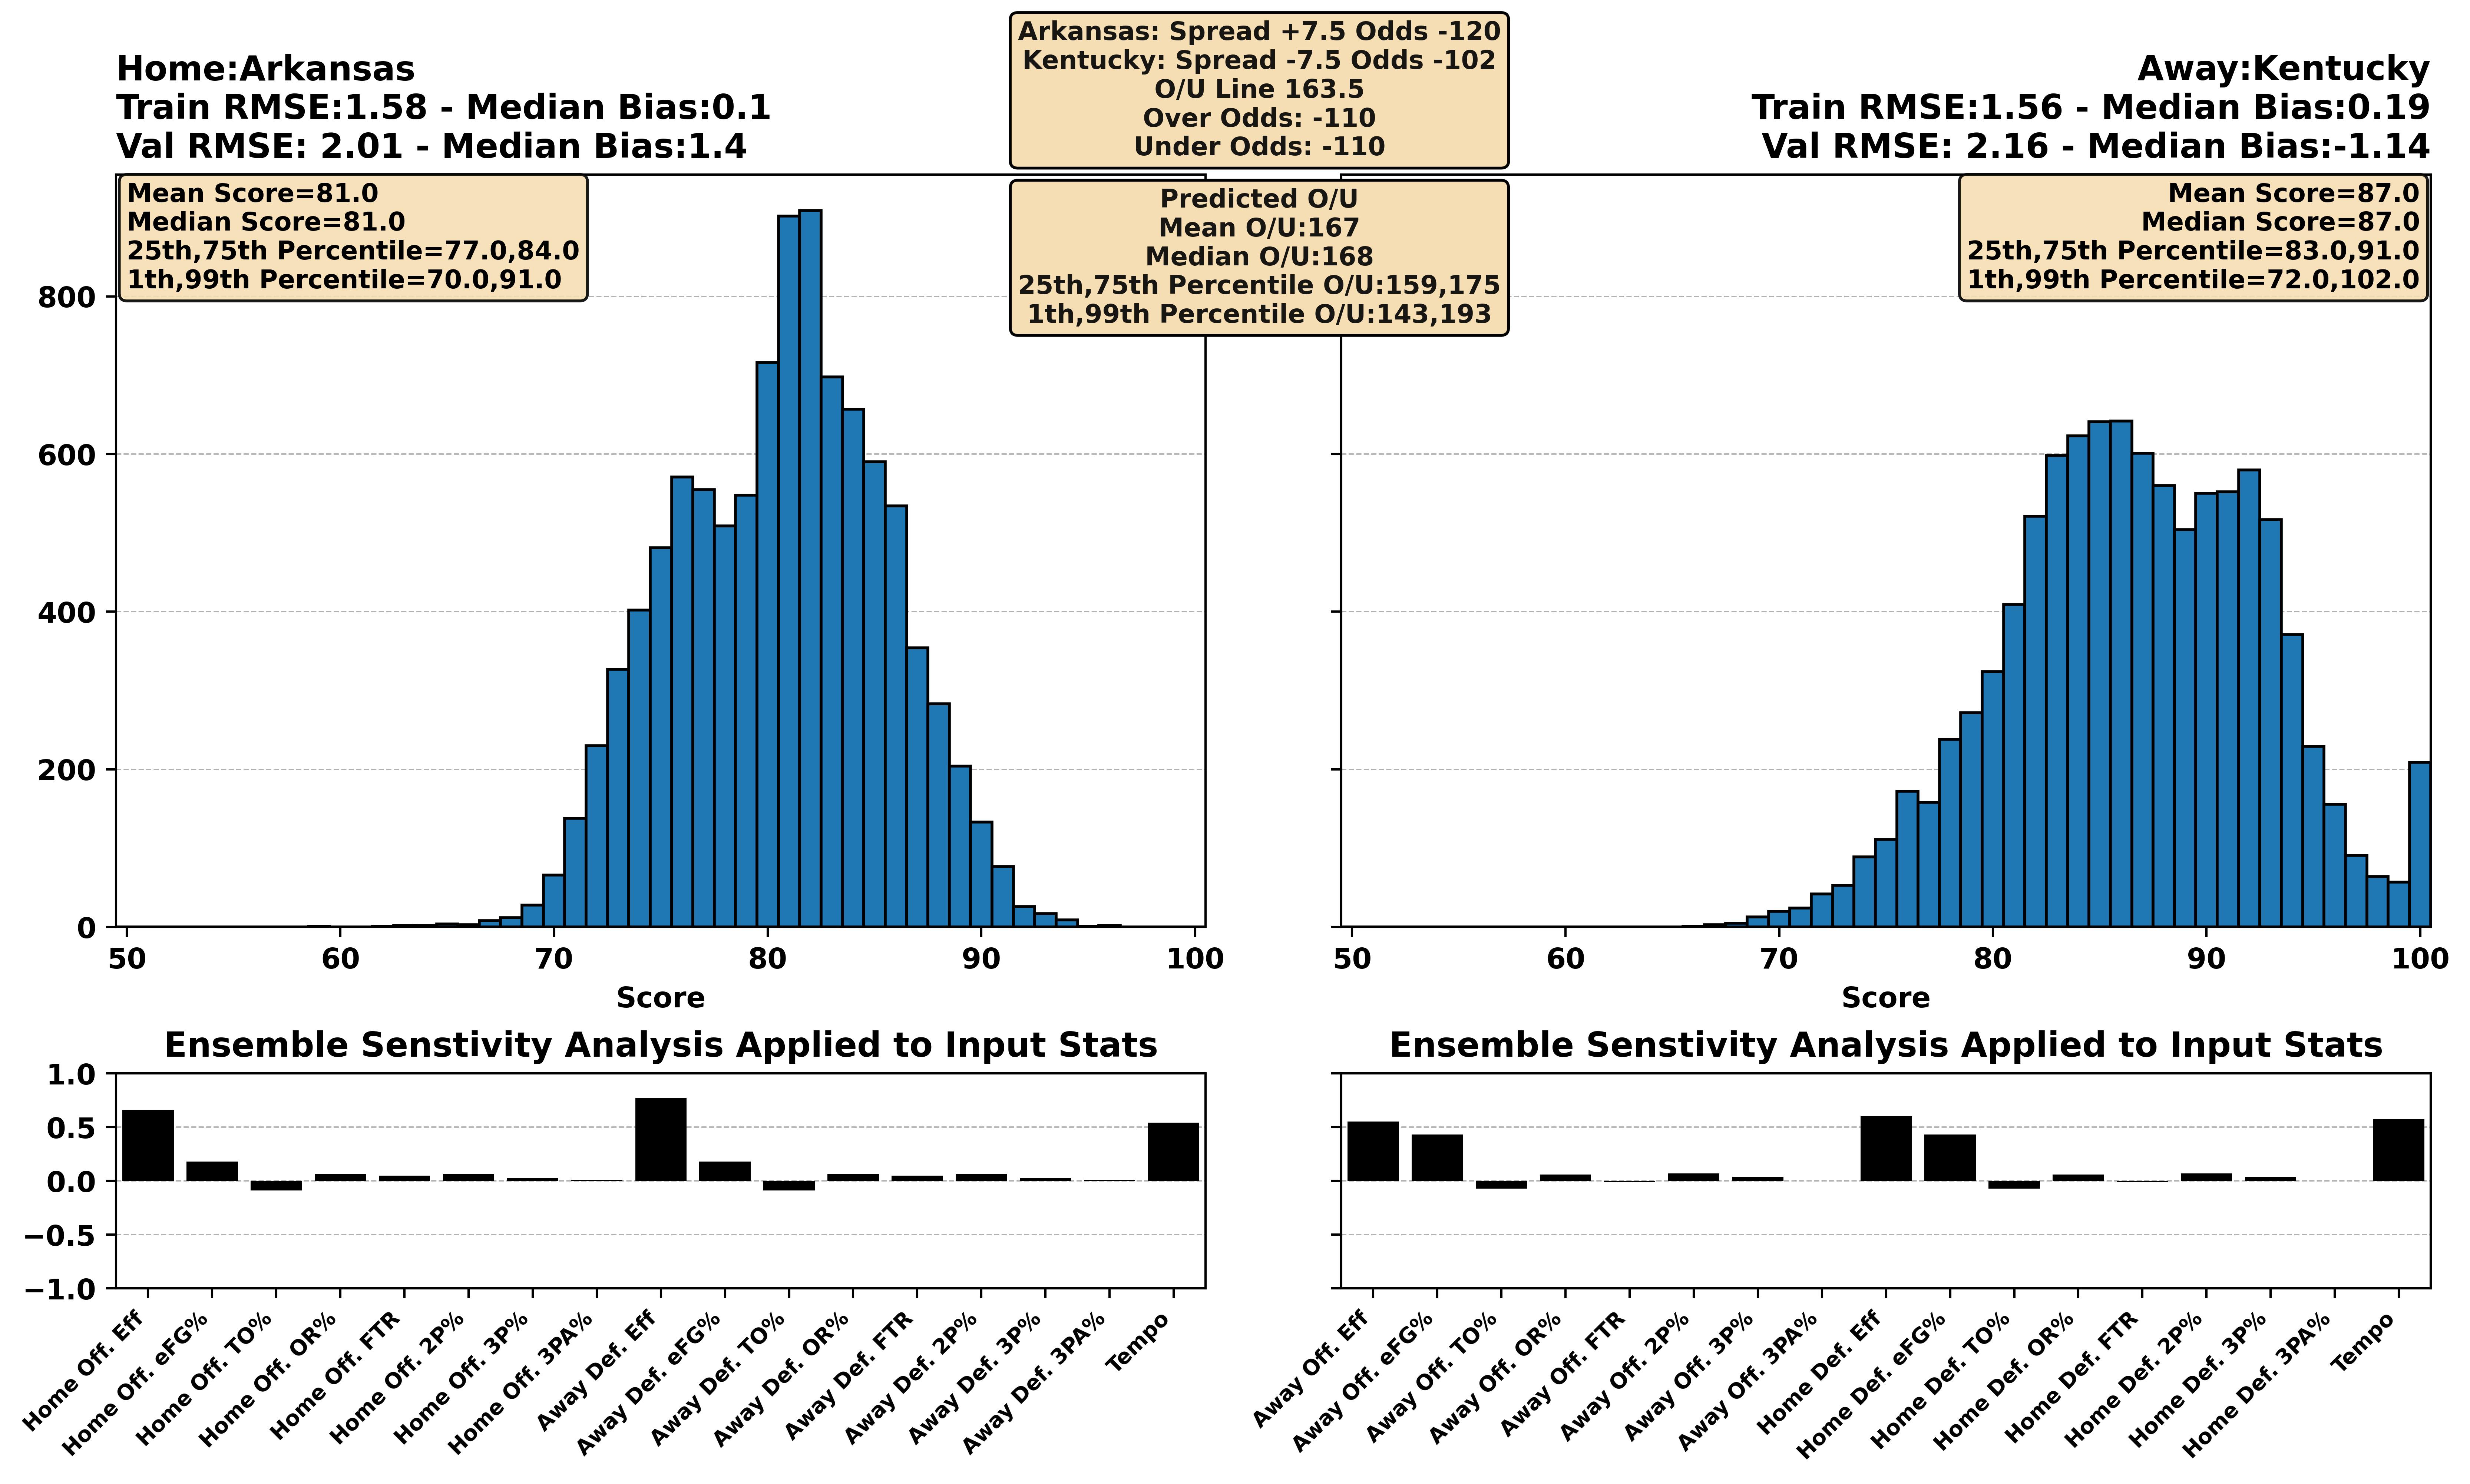 Arkansas: Spread +7.5 Odds -120
Kentucky: Spread -7.5 Odds -102
O/U Line 163.5
Over Odds: -110
Under Odds: -110
Home:Arkansas
Train RMSE:1.58 - Median Bias:0.1
Val RMSE: 2.01 - Median Bias:1.4
Away:Kentucky
Train RMSE:1.56 - Median Bias:0.19
Val RMSE: 2.16 - Median Bias:-1.14
Mean Score=81.0
Median Score=81.0
25th,75th Percentile=77.0,84.0
1th,99th Percentile=70.0,91.0
Predicted O/U
Mean O/U:167
Median O/U:168
25th,75th Percentile O/U:159,175
1th,99th Percentile O/U:143,193
Mean Score=87.0
Median Score=87.0
25th,75th Percentile=83.0,91.0
1th,99th Percentile=72.0,102.0
800
600
400
200
0
50 60 70 80 90 100
Score
50 60 70 80 90 100
Score
Ensemble Senstivity Analysis Applied to Input Stats
1.0
0.5
0.0
−0.5
−1.0
Home Off. Eff
Home Off. eFG%
Home Off. TO%
Home Off. OR%
Home Off. FTR
Home Off. 2P%
Home Off. 3P%
Home Off. 3PA%
Away Def. Eff
Away Def. eFG%
Away Def. TO%
Away Def. OR%
Away Def. FTR
Away Def. 2P%
Away Def. 3P%
Away Def. 3PA%
Tempo
Ensemble Senstivity Analysis Applied to Input Stats
Away Off. Eff
Away Off. eFG%
Away Off. TO%
Away Off. OR%
Away Off. FTR
Away Off. 2P%
Away Off. 3P%
Away Off. 3PA%
Home Def. Eff
Home Def. eFG%
Home Def. TO%
Home Def. OR%
Home Def. FTR
Home Def. 2P%
Home Def. 3P%
Home Def. 3PA%
Tempo